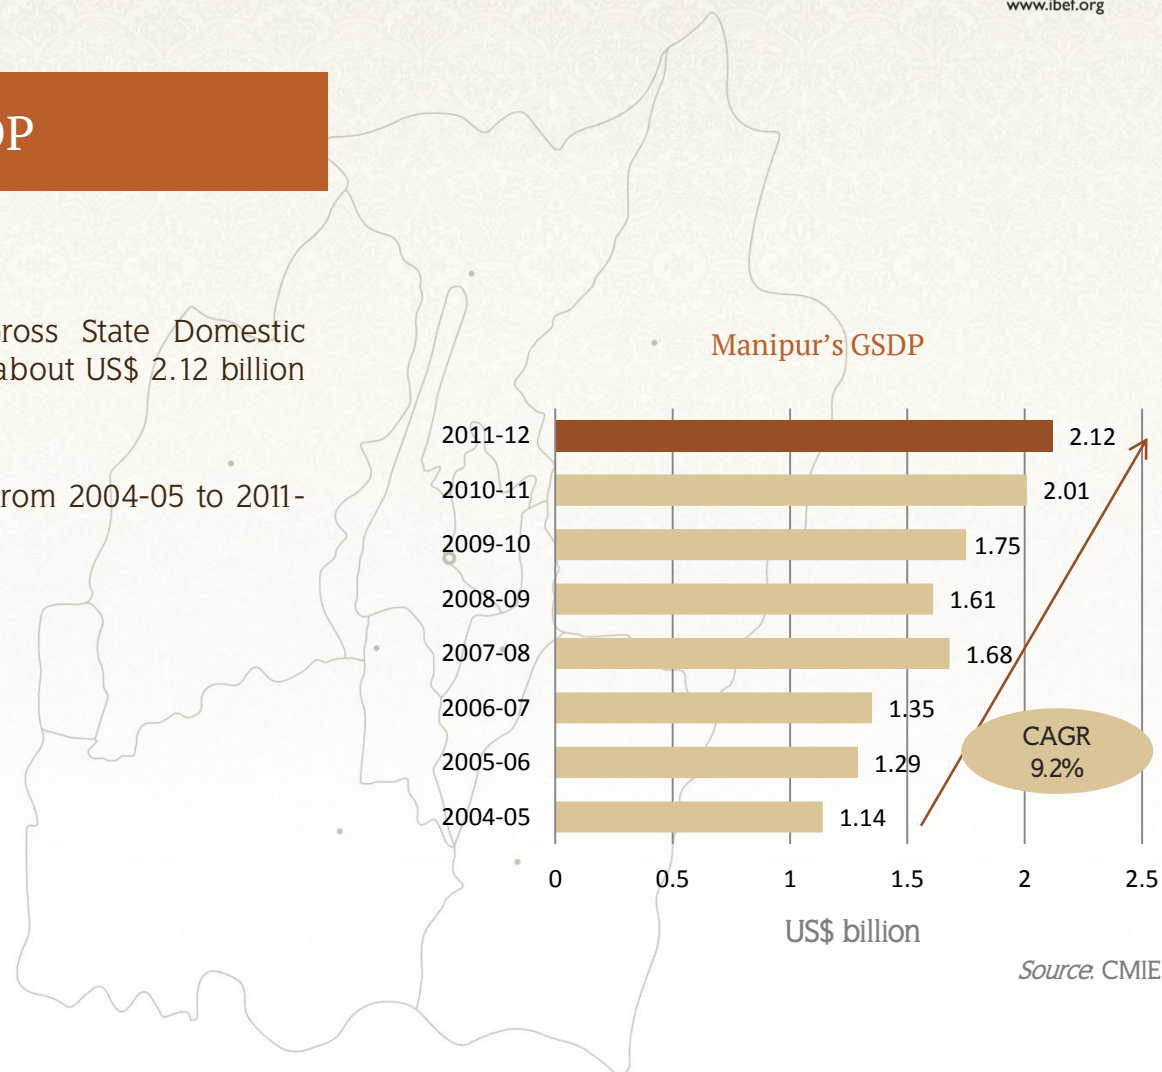 www.ibef.org
DP
Gross State Domestic
about US$ 2.12 billion
from 2004-05 to 2011-
Manipur's GSDP
2011-12
2.12
2010-11
2.01
2009-10
1.75
2008-09
1.61
2007-08
1.68
2006-07
1.35
2005-06
1.29
2004-05
1.14
CAGR
9.2%
0 0.5 1 1.5 2 2.5
US$ billion
Source: CMIE